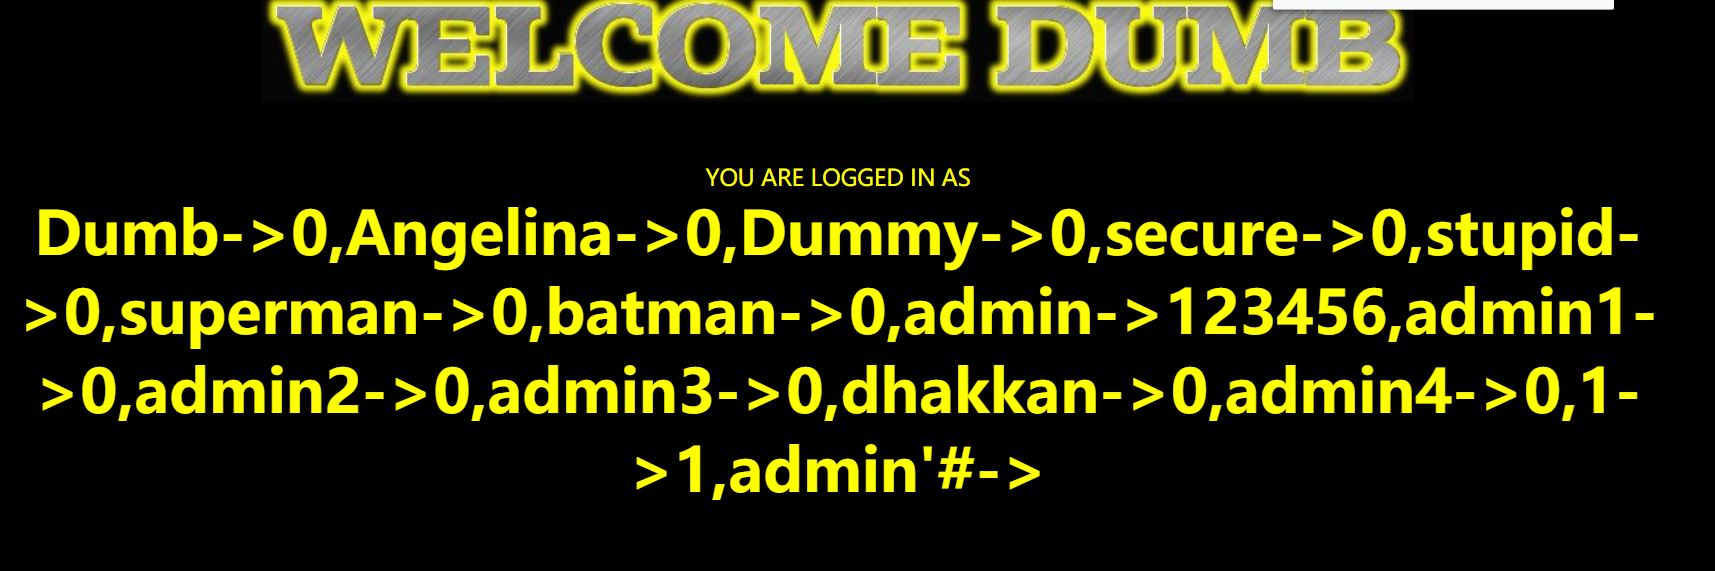 WELCOME DUMB
YOU ARE LOGGED IN AS
Dumb->0,Angelina->0,Dummy->0,secure->0,stupid-
>0,superman->0,batman->0,admin->123456,admin1-
>0,admin2->0,admin3->0,dhakkan->0,admin4->0,1-
>1,admin'#->